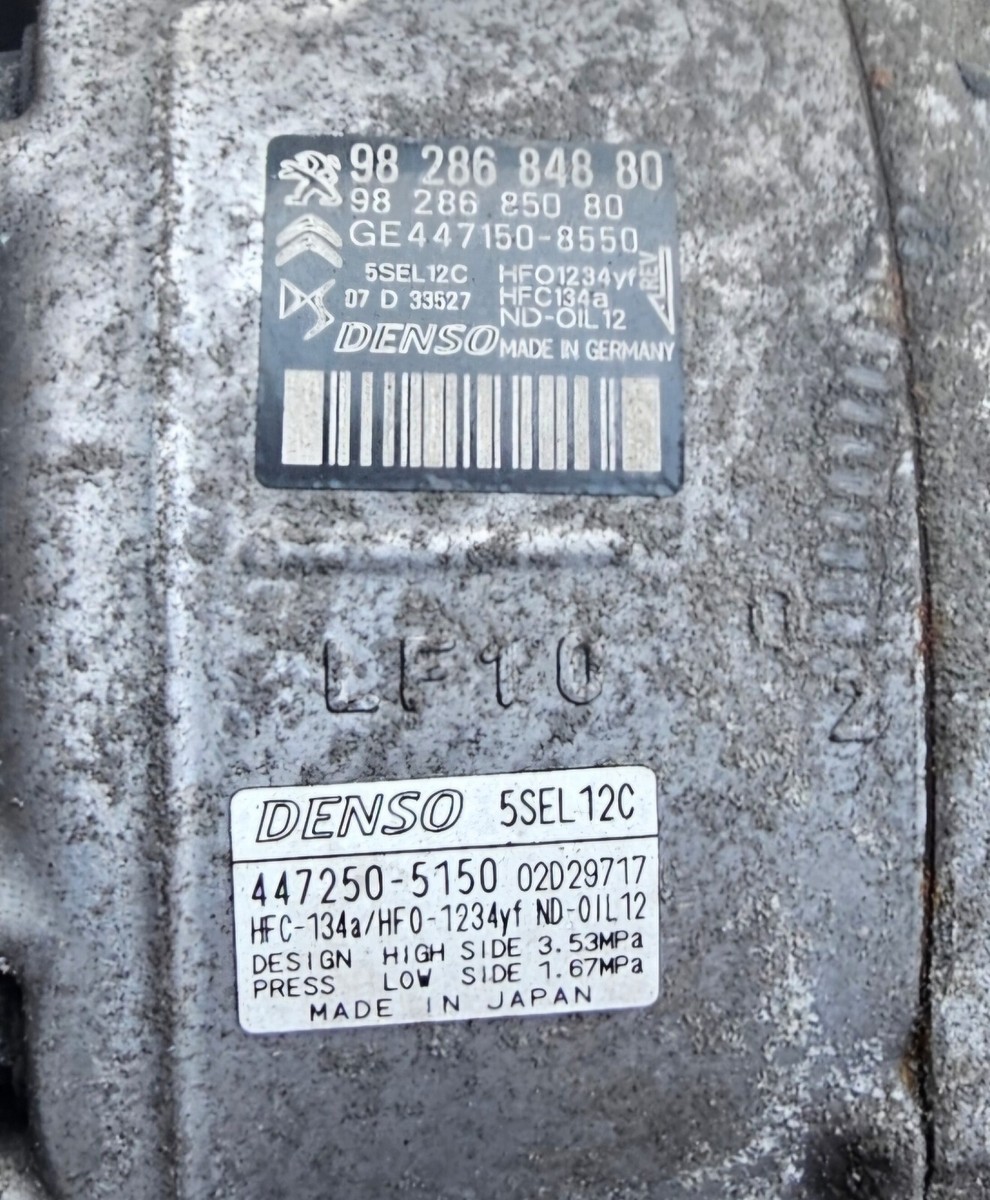 98 286 848 80
98 286 850 80
GE447150-8550
5SEL12C HFO1234yf
07 D 33527 HFC134a
ND-OIL12
REV
DENSO MADE IN GERMANY
LF10
2
DENSO 5SEL12C
447250-5150 02D29717
HFC-134a/HFO-1234yf ND-OIL12
DESIGN HIGH SIDE 3.53MPa
PRESS LOW SIDE 1.67MPa
MADE IN JAPAN